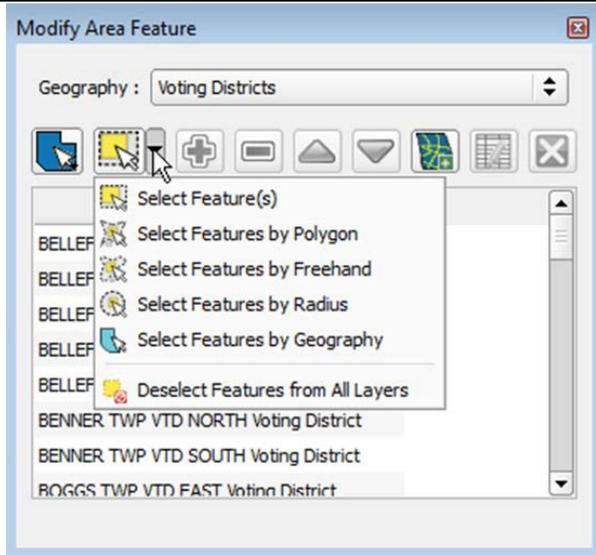 Modify Area Feature
Geography : Voting Districts
Select Feature(s)
BELLEF
Select Features by Polygon
BELLEF
Select Features by Freehand
BELLEF
Select Features by Radius
BELLEF
Select Features by Geography
BELLEF
Deselect Features from All Layers
BENNER TWP VTD NORTH Voting District
BENNER TWP VTD SOUTH Voting District
BOGGS TWP VTD EAST Voting District